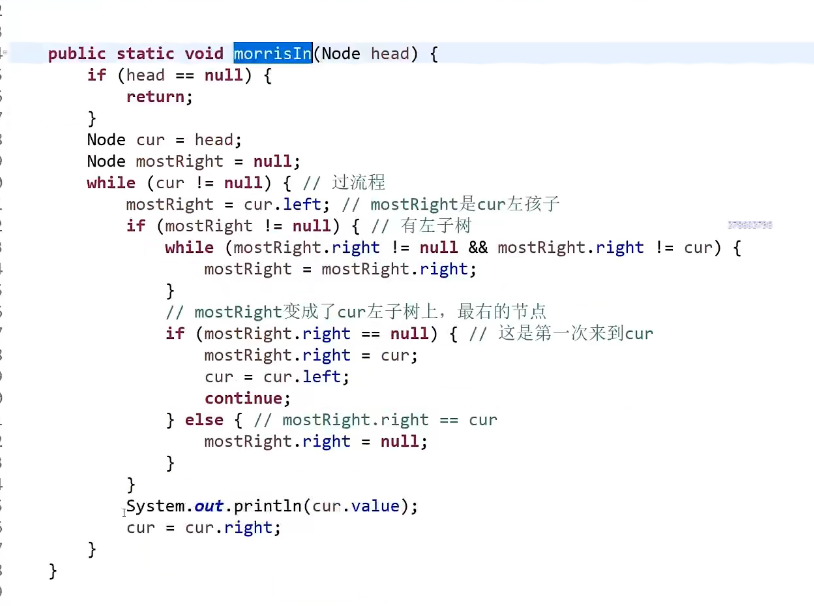 public static void morrisIn(Node head) {
if (head == null) {
return;
}
Node cur = head;
Node mostRight = null;
while (cur != null) { // 过流程
mostRight = cur.left; // mostRight是cur左孩子
if (mostRight != null) { // 有左子树
while (mostRight.right != null && mostRight.right != cur) {
mostRight = mostRight.right;
}
// mostRight变成了cur左子树上，最右的节点
if (mostRight.right == null) { // 这是第一次来到cur
mostRight.right = cur;
cur = cur.left;
continue;
} else { // mostRight.right == cur
mostRight.right = null;
}
}
System.out.println(cur.value);
cur = cur.right;
}
}